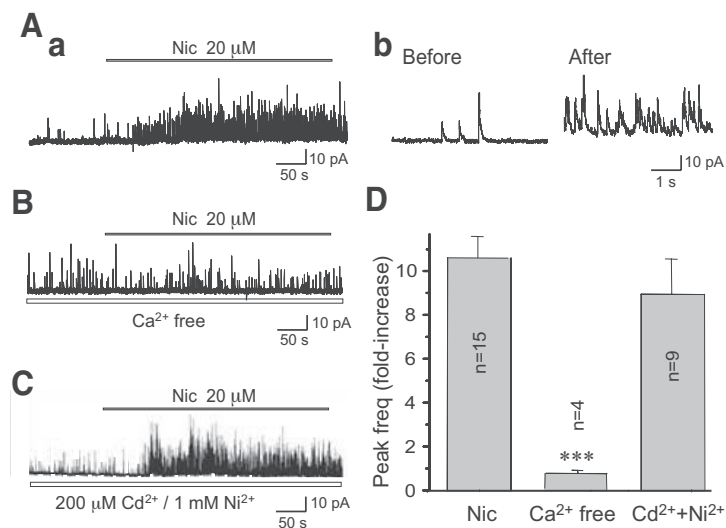 A
a
Nic 20 µM
10 pA
50 s
b
Before
After
10 pA
1 s
B
Nic 20 µM
Ca²⁺ free
10 pA
50 s
C
Nic 20 µM
200 µM Cd²⁺ / 1 mM Ni²⁺
10 pA
50 s
D
Peak freq (fold-increase)
10
8
6
4
2
0
n=15
n=4
***
n=9
Nic
Ca²⁺ free
Cd²⁺+Ni²⁺